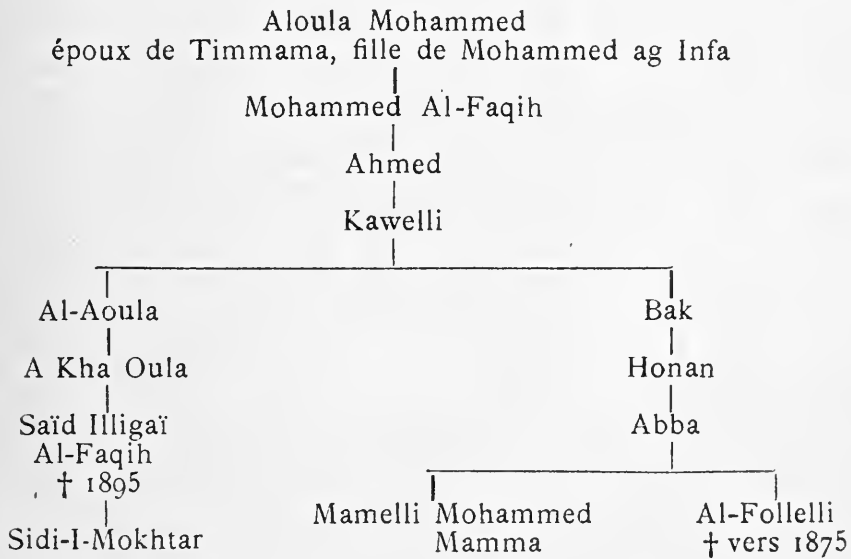 Aloula Mohammed
époux de Timmama, fille de Mohammed ag Infa
Mohammed Al-Faqih
Ahmed
Kawelli
Al-Aoula
Bak
A Kha Oula
Honan
Saïd Illigaï
Abba
Al-Faqih
† 1895
Mamelli Mohammed
Al-Follelli
Sidi-I-Mokhtar
Mamma
† vers 1875